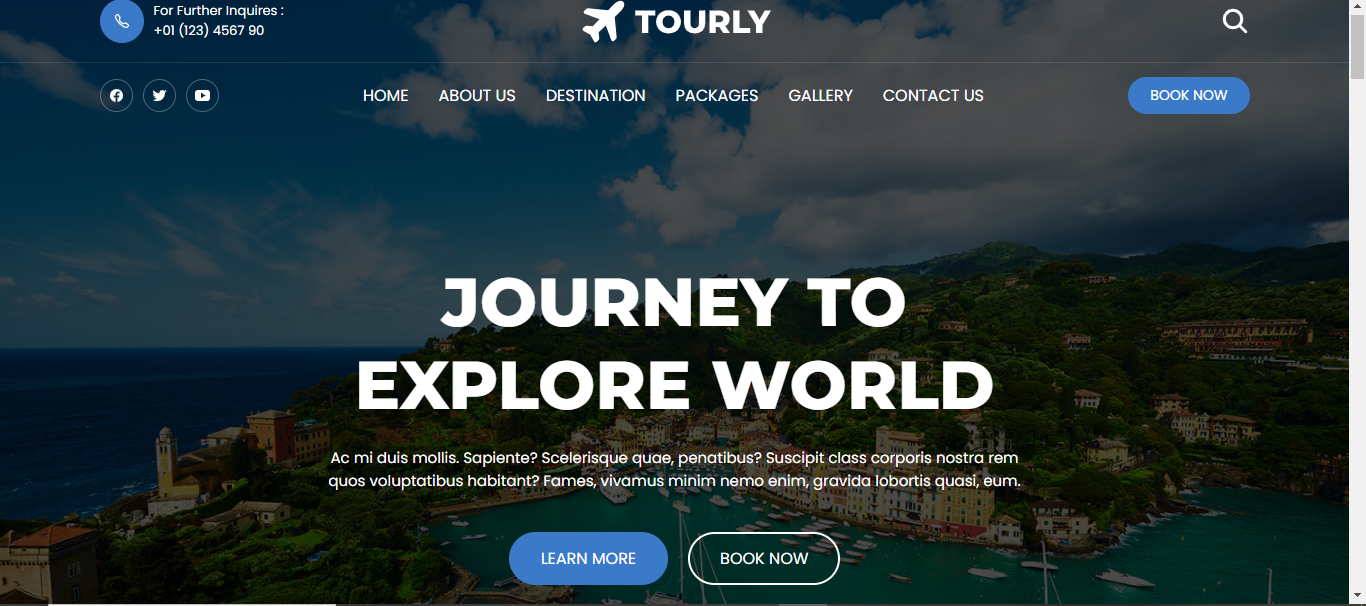 For Further Inquires :
+01 (123) 4567 90
TOURLY
HOME ABOUT US DESTINATION PACKAGES GALLERY CONTACT US
BOOK NOW
JOURNEY TO
EXPLORE WORLD
Ac mi duis mollis. Sapiente? Scelerisque quae, penatibus? Suscipit class corporis nostra rem
quos voluptatibus habitant? Fames, vivamus minim nemo enim, gravida lobortis quasi, eum.
LEARN MORE
BOOK NOW